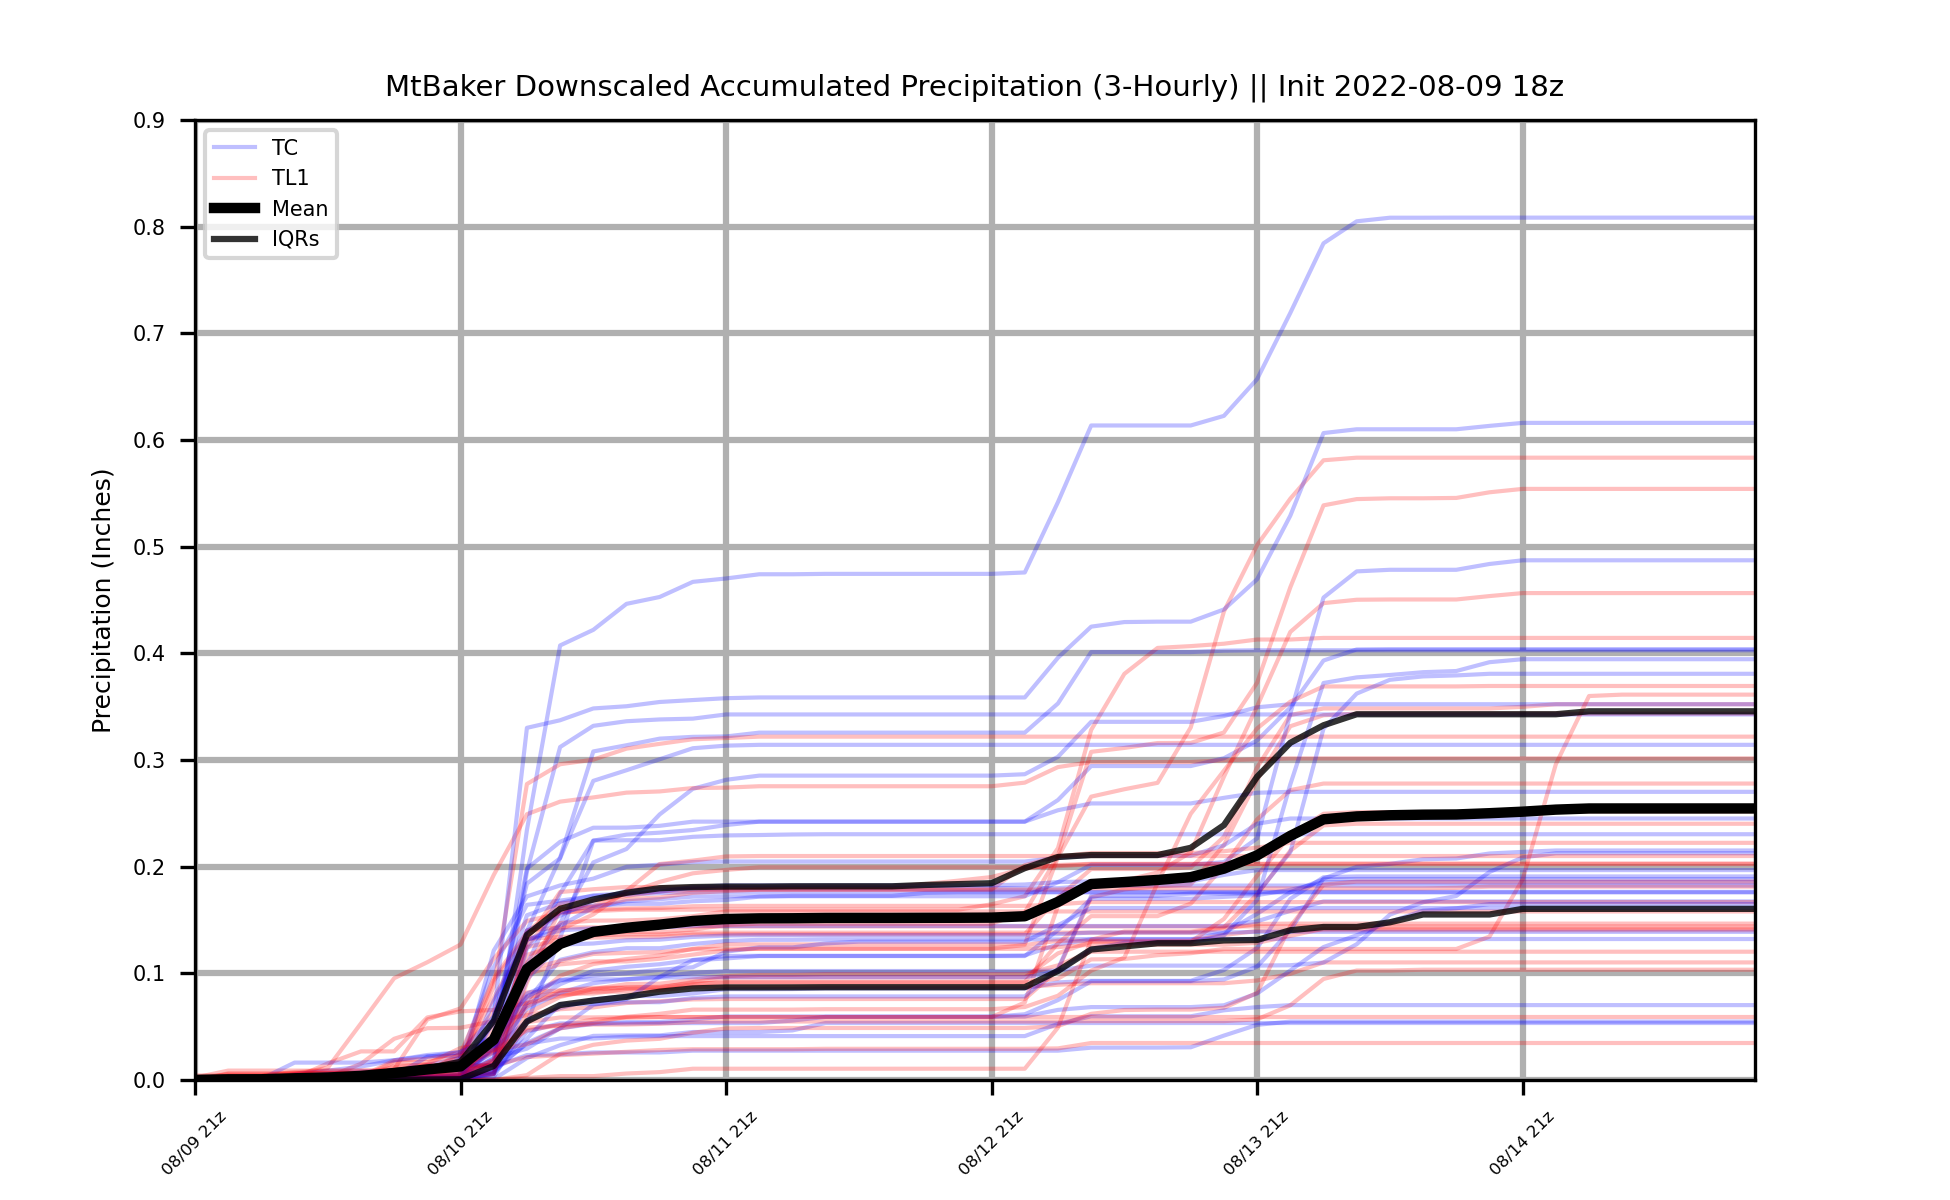 MtBaker Downscaled Accumulated Precipitation (3-Hourly) || Init 2022-08-09 18z
TC
TL1
Mean
IQRs
Precipitation (Inches)
0.9
0.8
0.7
0.6
0.5
0.4
0.3
0.2
0.1
0.0
08/09 21z
08/10 21z
08/11 21z
08/12 21z
08/13 21z
08/14 21z